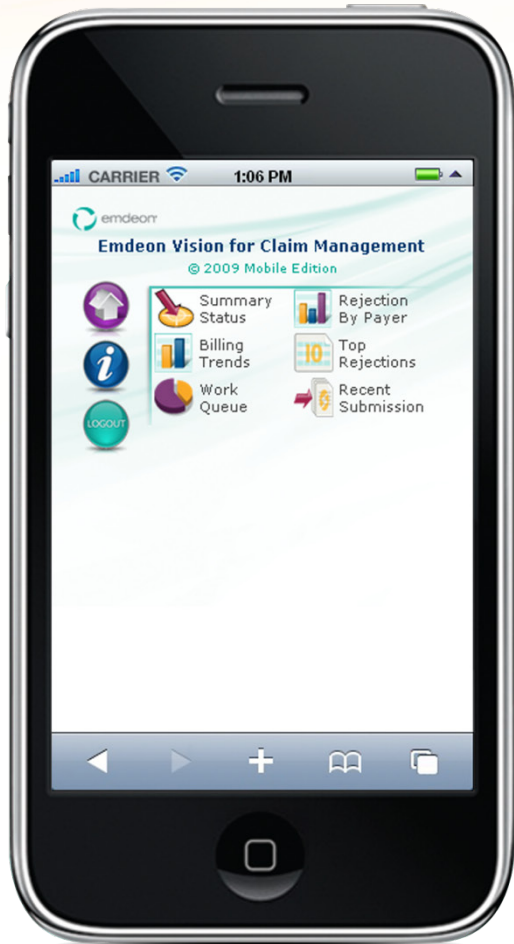 CARRIER 1:06 PM
emdeon
Emdeon Vision for Claim Management
© 2009 Mobile Edition
Summary
Status
Rejection
By Payer
Billing
Trends
10
Top
Rejections
Work
Queue
Recent
Submission
i
LOGOUT